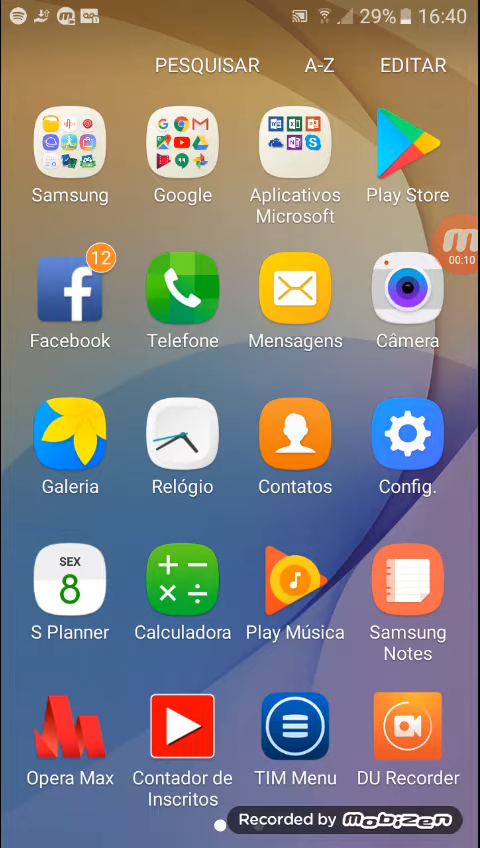 29% 16:40
PESQUISAR A-Z EDITAR
Samsung Google Aplicativos Microsoft Play Store
12
00:10
Facebook Telefone Mensagens Câmera
Galeria Relógio Contatos Config.
SEX
8
S Planner Calculadora Play Música Samsung Notes
Opera Max Contador de Inscritos TIM Menu DU Recorder
Recorded by mobizen